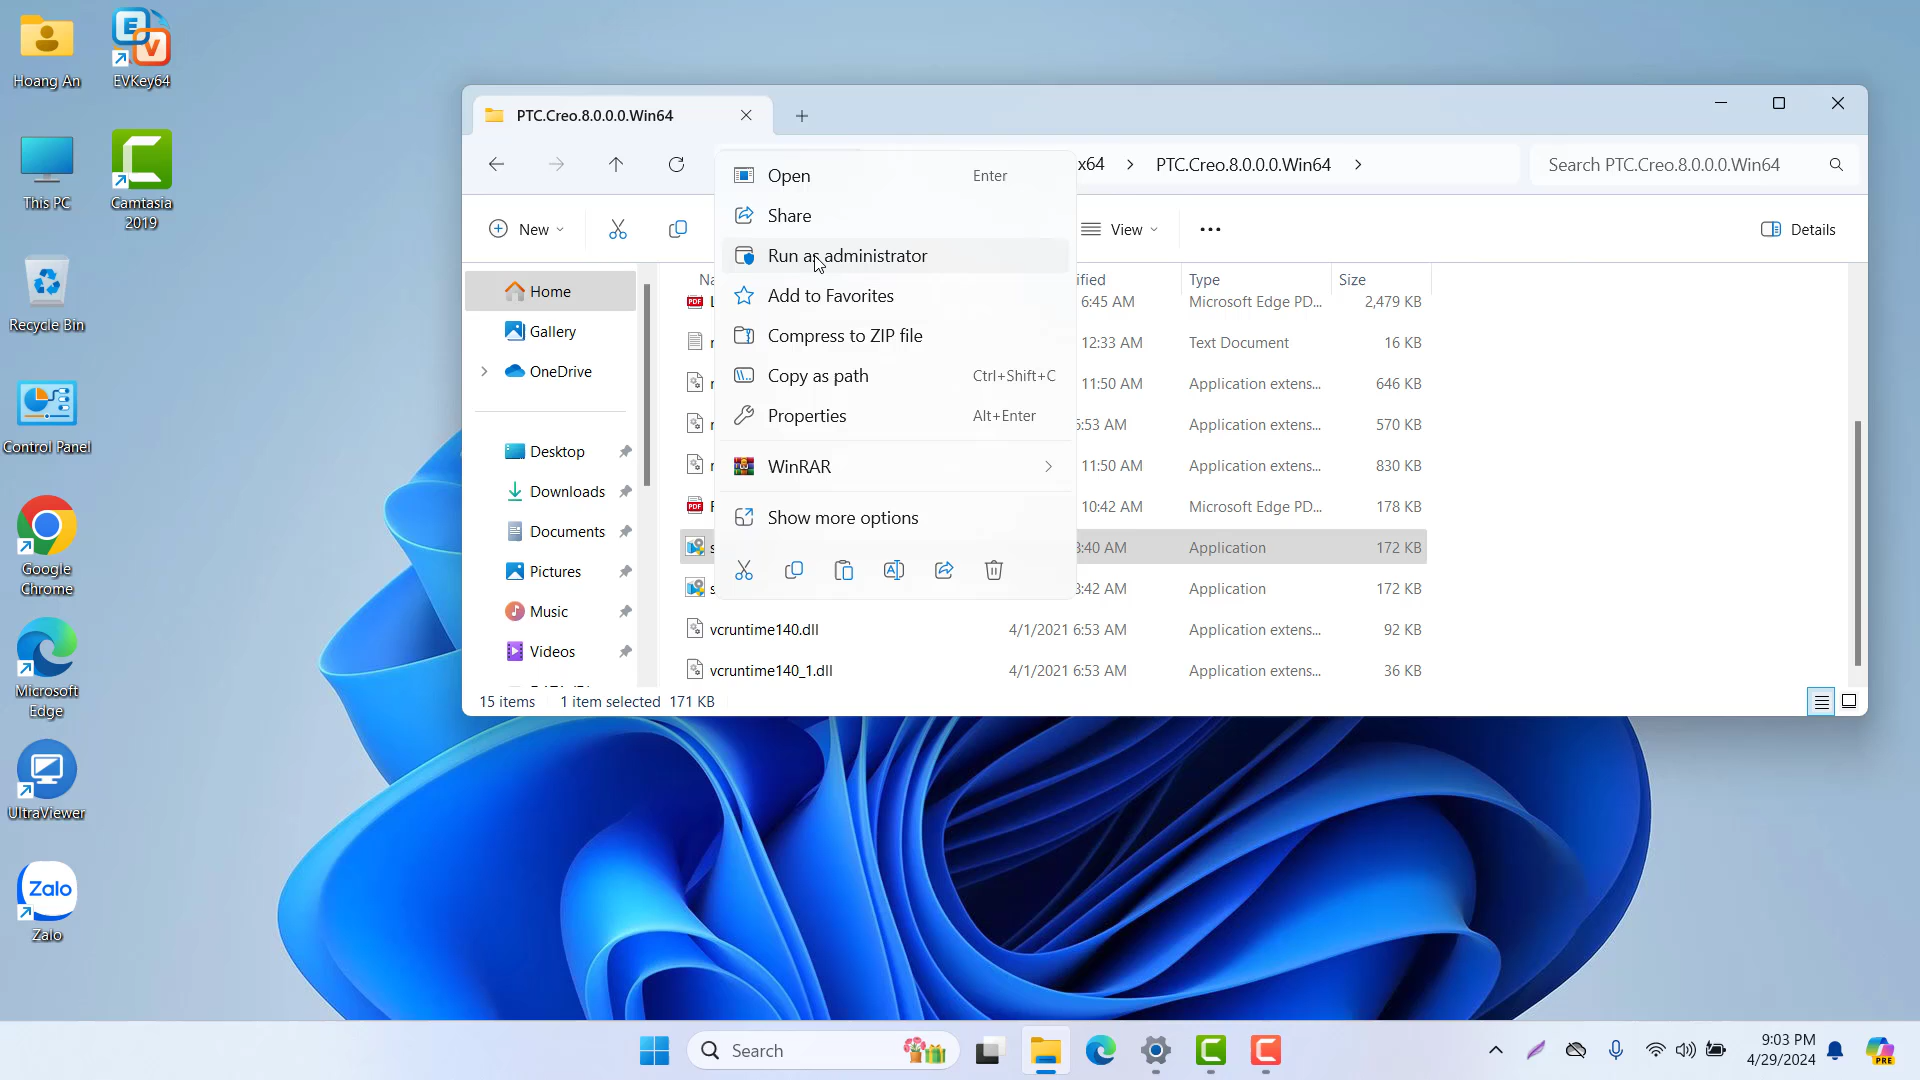 Hoang An
EVKey64
This PC
Camtasia
2019
Recycle Bin
Control Panel
Google
Chrome
Microsoft
Edge
UltraViewer
Zalo
Zalo
PTC.Creo.8.0.0.0.Win64
x64 PTC.Creo.8.0.0.0.Win64
Search PTC.Creo.8.0.0.0.Win64
New
View
Details
Home
Gallery
OneDrive
Desktop
Downloads
Documents
Pictures
Music
Videos
Open Enter
Share
Run as administrator
Add to Favorites
Compress to ZIP file
Copy as path Ctrl+Shift+C
Properties Alt+Enter
WinRAR
Show more options
Type Size
6:45 AM Microsoft Edge PD... 2,479 KB
12:33 AM Text Document 16 KB
11:50 AM Application extens... 646 KB
6:53 AM Application extens... 570 KB
11:50 AM Application extens... 830 KB
10:42 AM Microsoft Edge PD... 178 KB
:40 AM Application 172 KB
:42 AM Application 172 KB
vcruntime140.dll 4/1/2021 6:53 AM Application extens... 92 KB
vcruntime140_1.dll 4/1/2021 6:53 AM Application extens... 36 KB
15 items 1 item selected 171 KB
Search
9:03 PM
4/29/2024
PRE